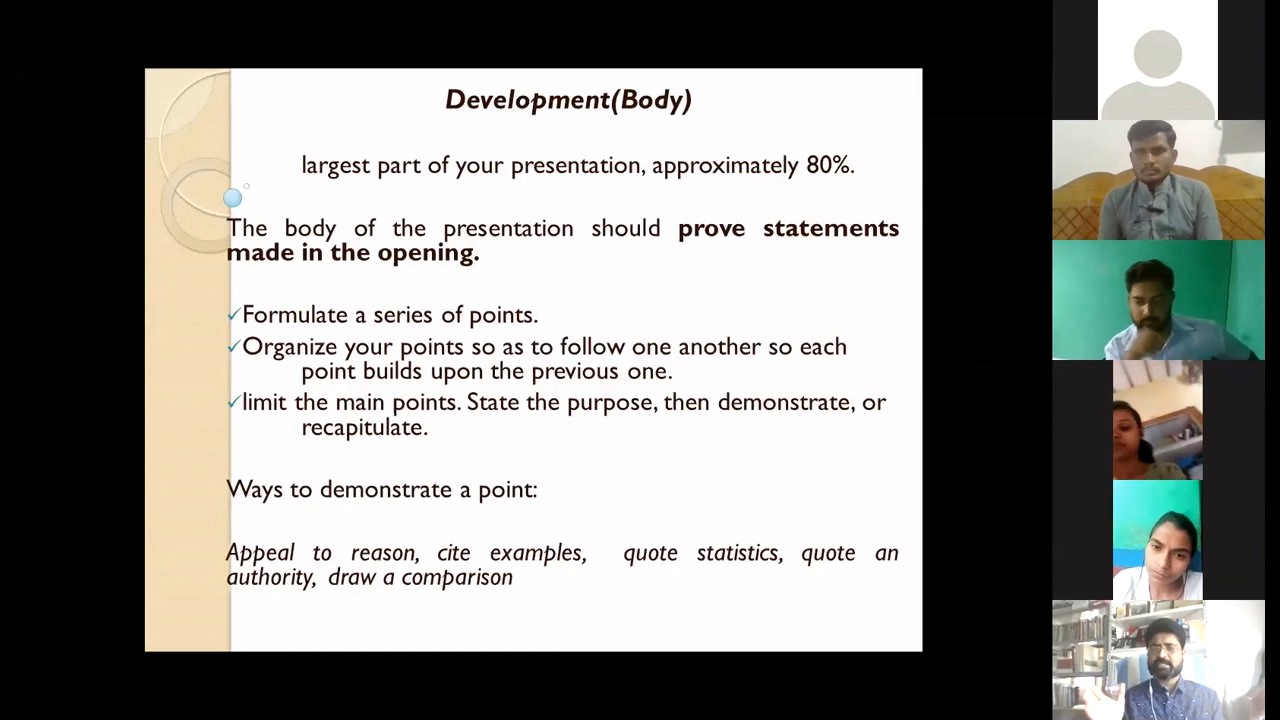 Development(Body)
largest part of your presentation, approximately 80%.
The body of the presentation should prove statements
made in the opening.
✓Formulate a series of points.
✓Organize your points so as to follow one another so each
point builds upon the previous one.
✓limit the main points. State the purpose, then demonstrate, or
recapitulate.
Ways to demonstrate a point:
Appeal to reason, cite examples, quote statistics, quote an
authority, draw a comparison